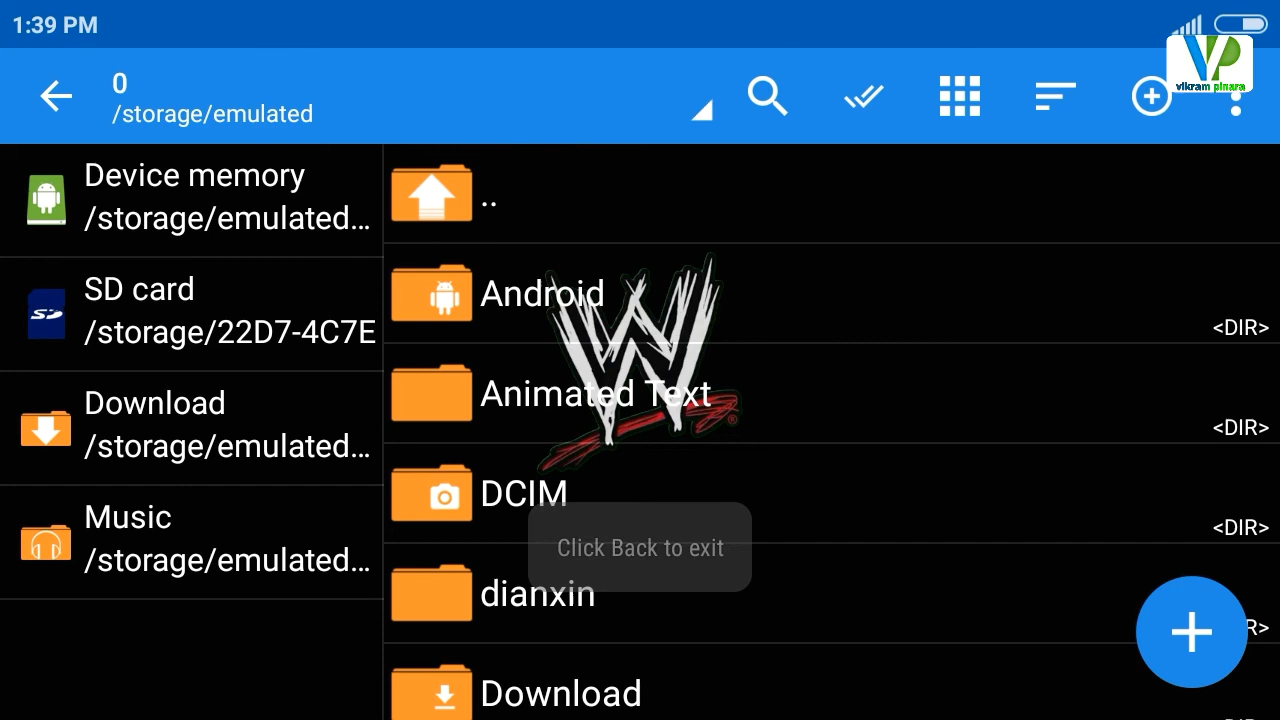 1:39 PM
0
/storage/emulated
vikram pinara
Device memory
/storage/emulated...
SD card
/storage/22D7-4C7E
Download
/storage/emulated...
Music
/storage/emulated...
..
Android
<DIR>
Animated Text
<DIR>
DCIM
<DIR>
Click Back to exit
dianxin
R>
Download